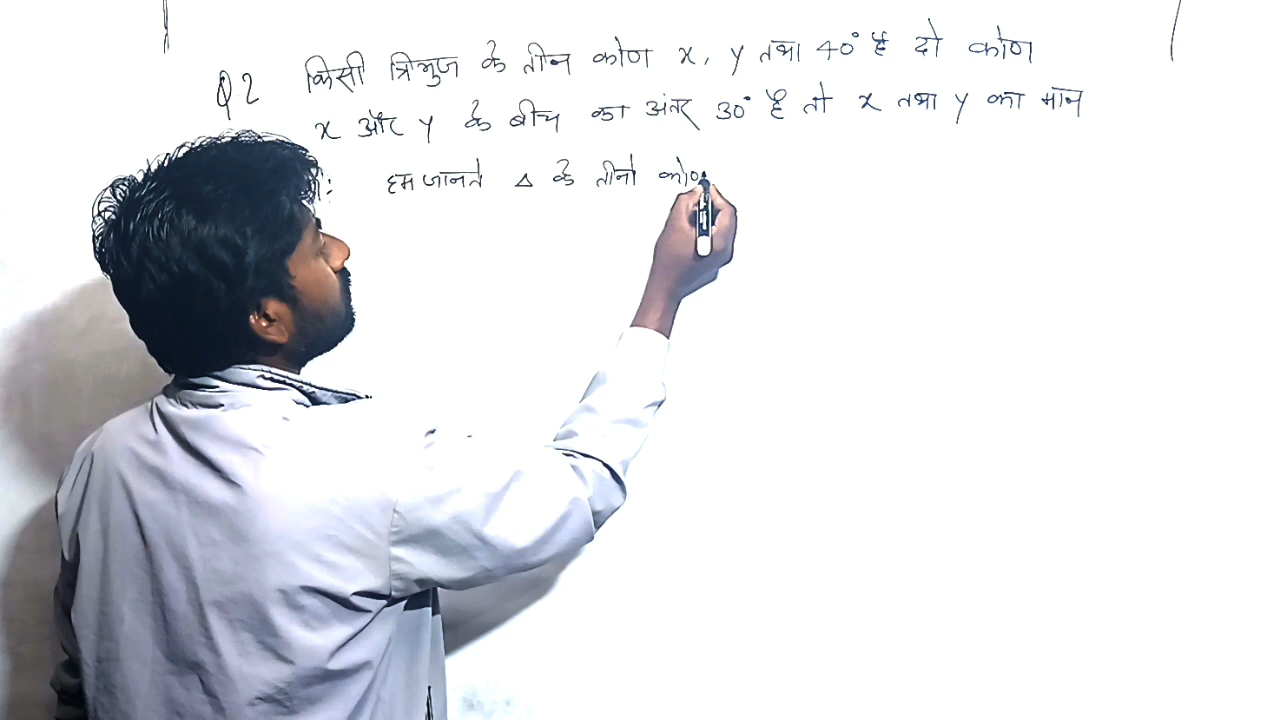 Q2 किसी त्रिभुज के तीन कोण x, y तथा 40° है दो कोण
x और y के बीच का अंतर 30° है तो x तथा y का मान
हम जानते Δ के तीनो कोण